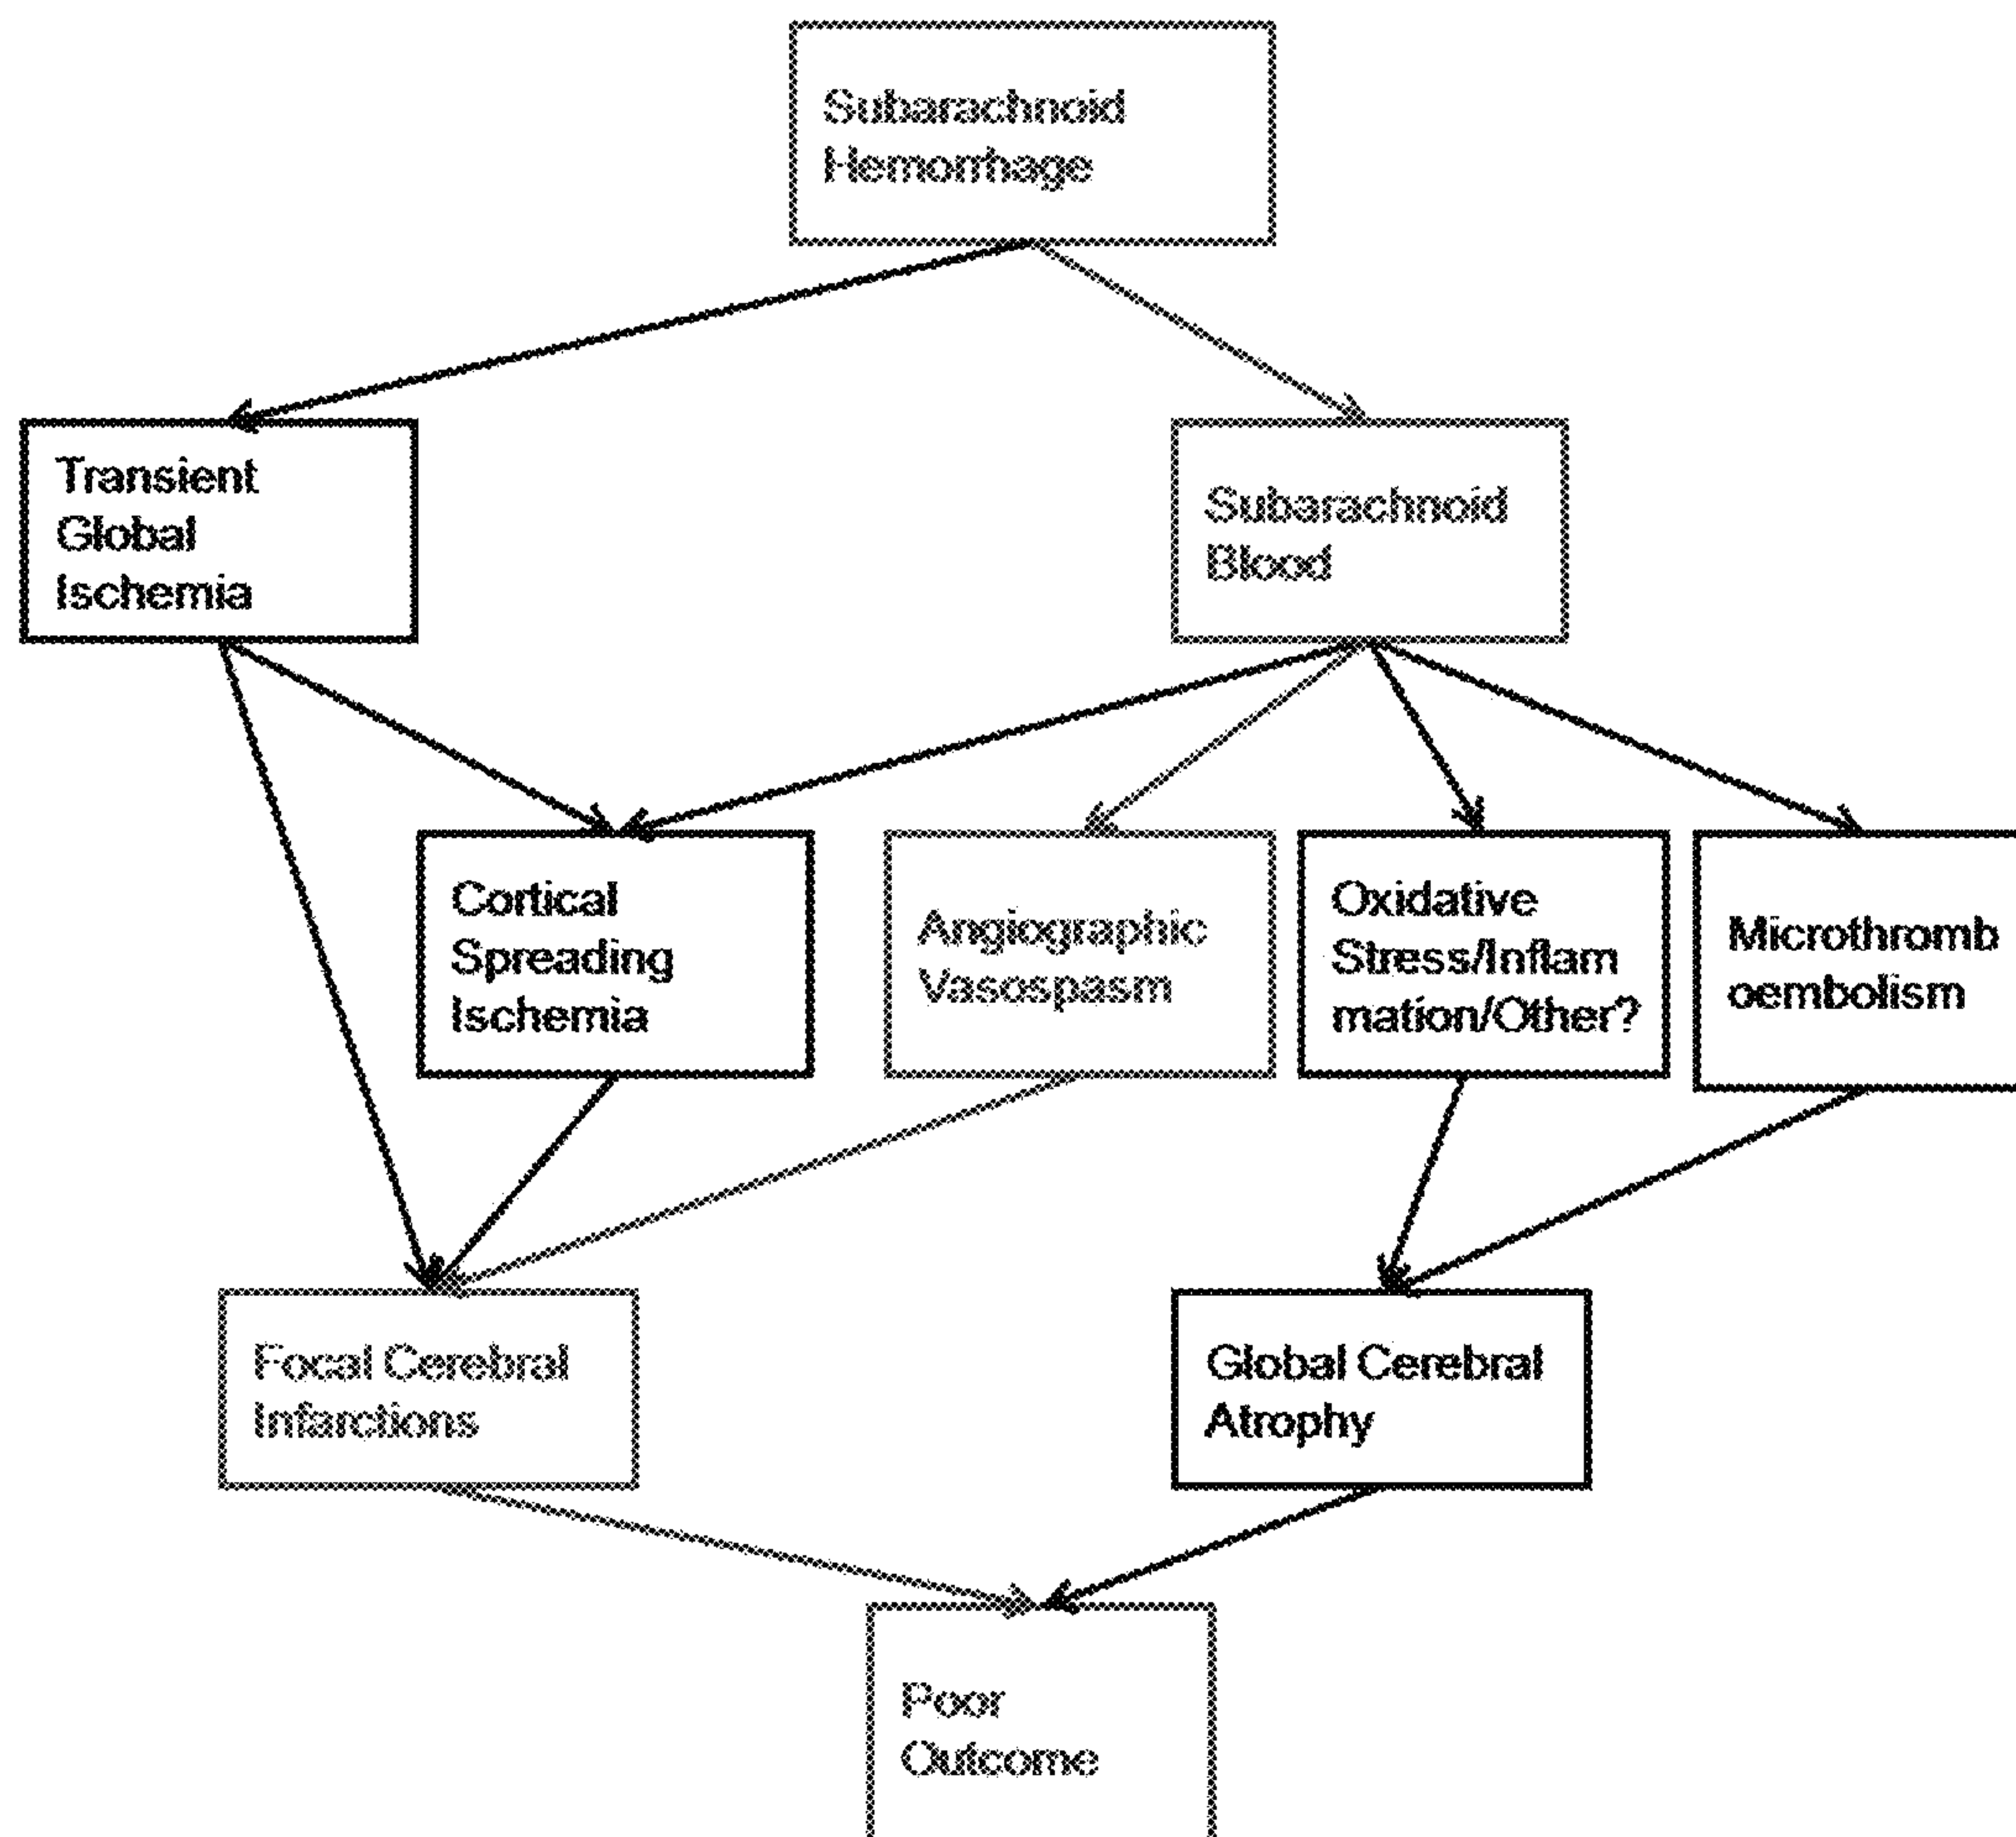 Subarachnoid
Hemorrhage
Transient
Global
Ischemia
Subarachnoid
Blood
Cortical
Spreading
Ischemia
Angiographic
Vasospasm
Oxidative
Stress/Inflam
mation/Other?
Microthromb
oembolism
Focal Cerebral
Infarctions
Global Cerebral
Atrophy
Poor
Outcome